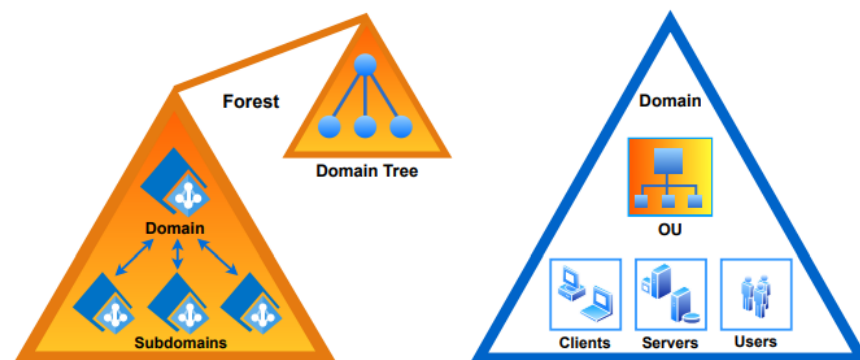 Forest
Domain Tree
Domain
Subdomains
Domain
OU
Clients
Servers
Users